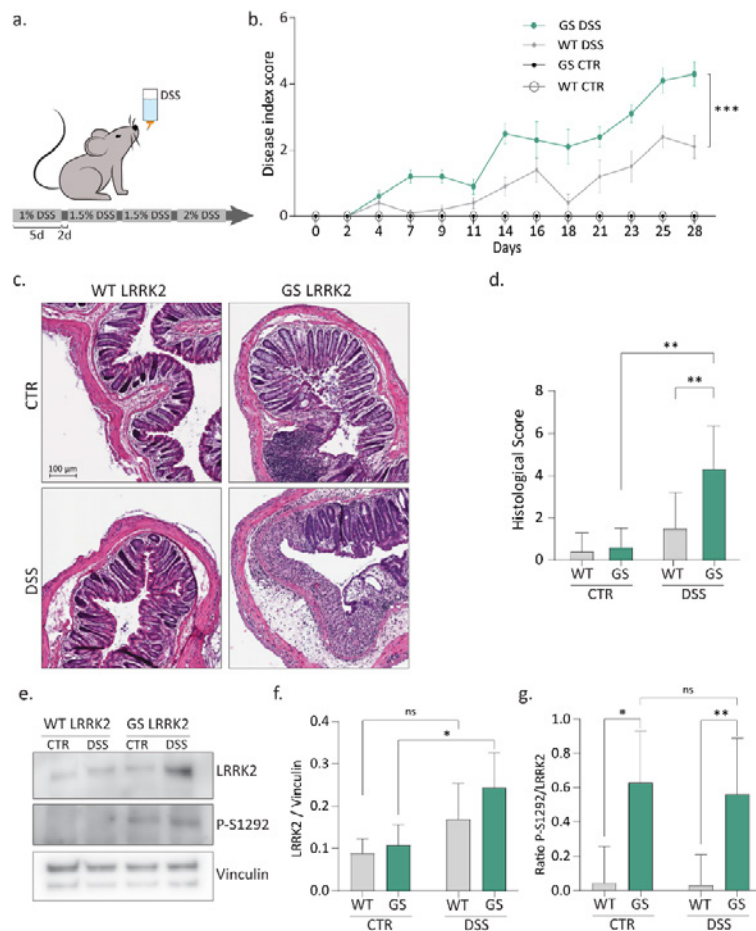 a.
DSS
1% DSS 1.5% DSS 1.5% DSS 2% DSS
5d 2d
b.
Disease index score
6
4
2
0
GS DSS
WT DSS
GS CTR
WT CTR
***
0 2 4 7 9 11 14 16 18 21 23 25 28
Days
c.
WT LRRK2 GS LRRK2
CTR
100 µm
DSS
d.
Histological Score
8
6
4
2
0
**
**
WT GS WT GS
CTR DSS
e.
WT LRRK2 GS LRRK2
CTR DSS CTR DSS
LRRK2
P-S1292
Vinculin
f.
LRRK2 / Vinculin
0.4
0.3
0.2
0.1
0.0
ns
*
WT GS WT GS
CTR DSS
g.
Ratio P-S1292/LRRK2
1.0
0.8
0.6
0.4
0.2
0.0
ns
*
**
WT GS WT GS
CTR DSS